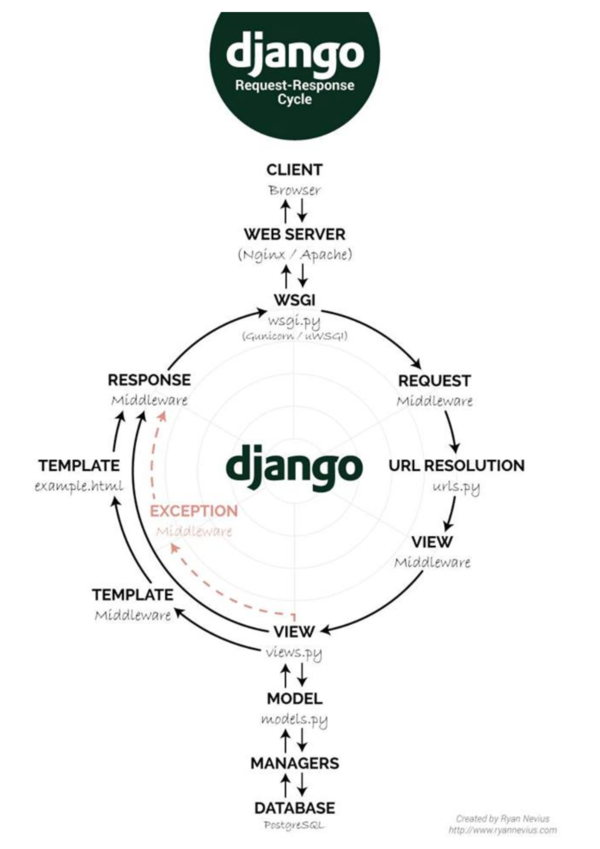 django
Request-Response
Cycle
CLIENT
Browser
WEB SERVER
(Nginx / Apache)
WSGI
wsgi.py
(Gunicorn / uWSGI)
RESPONSE
Middleware
REQUEST
Middleware
TEMPLATE
example.html
django
URL RESOLUTION
urls.py
EXCEPTION
Middleware
VIEW
Middleware
TEMPLATE
Middleware
VIEW
views.py
MODEL
models.py
MANAGERS
DATABASE
PostgreSQL
Created by Ryan Nevius
http://www.ryannevius.com